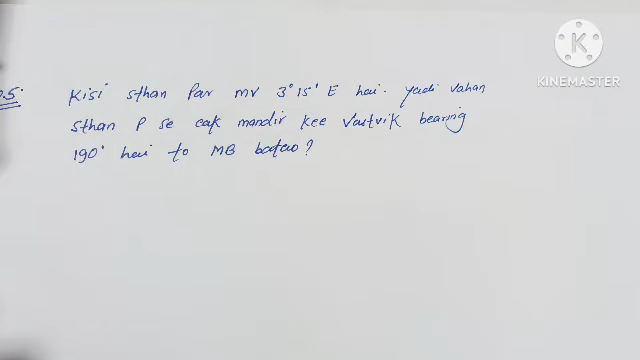 Q.5.
KINEMASTER
Kisi sthan Par mv 3° 15' E hai. yadi vahan
sthan P se eak mandir kee Vastvik bearing
190° hai to MB batao?